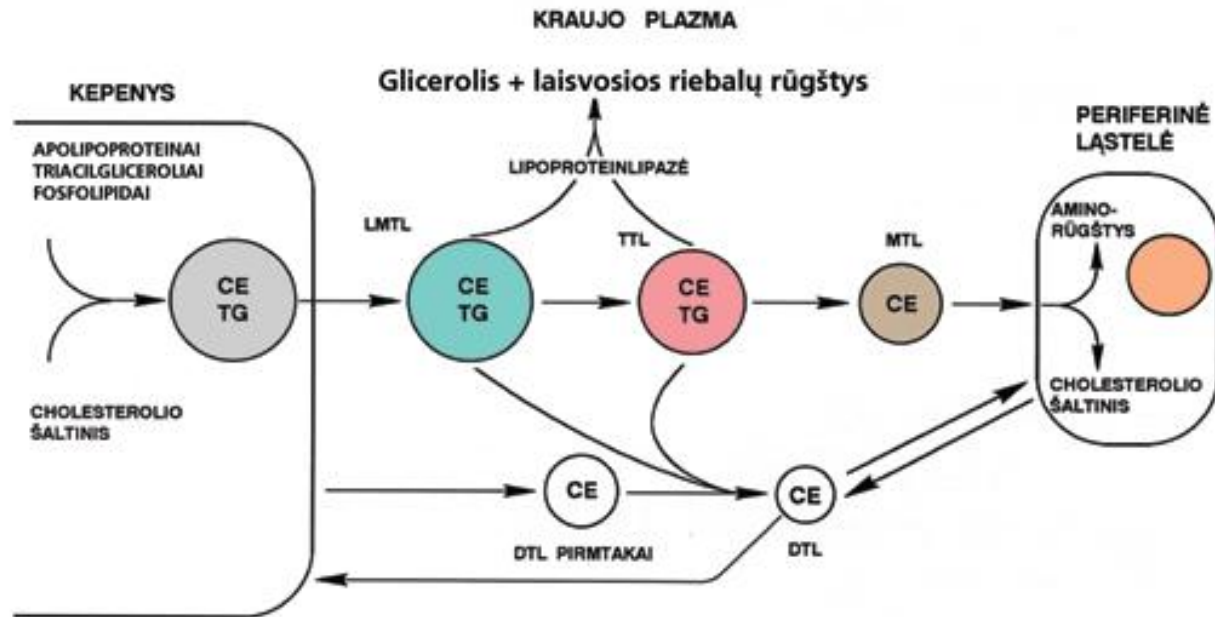 KRAUJO PLAZMA
Glicerolis + laisvosios riebalų rūgštys
KEPENYS
PERIFERINĖ
LĄSTELĖ
APOLIPOPROTEINAI
TRIACILGLICEROLIAI
FOSFOLIPIDAI
LIPOPROTEINLIPAZĖ
LMTL
TTL
MTL
AMINO-
RŪGŠTYS
CE
TG
CE
TG
CE
TG
CE
CHOLESTEROLIO
ŠALTINIS
CHOLESTEROLIO
ŠALTINIS
CE
CE
DTL PIRMTAKAI
DTL